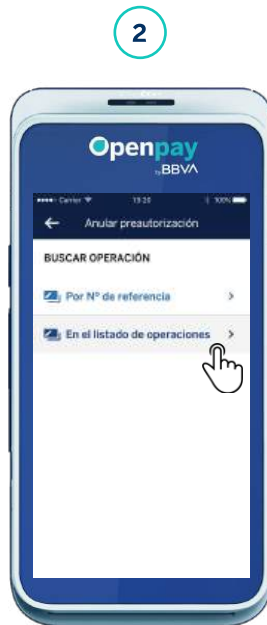 2
Openpay
by BBVA
Carrier 13:20 100%
Anular preautorización
BUSCAR OPERACIÓN
Por Nº de referencia
En el listado de operaciones